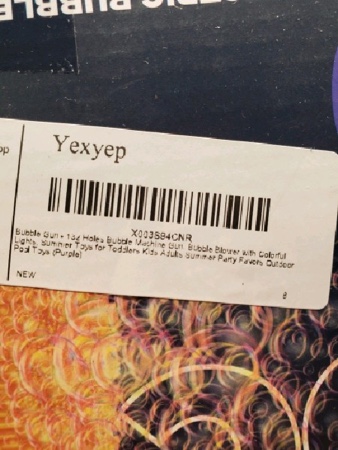 Yexyep
X003S84CNR
Bubble Gun - 132 Holes Bubble Machine Gun, Bubble Blower with Colorful
Lights, Summer Toys for Toddlers Kids Adults Summer Party Favors Outdoor
Pool Toys (Purple)
NEW